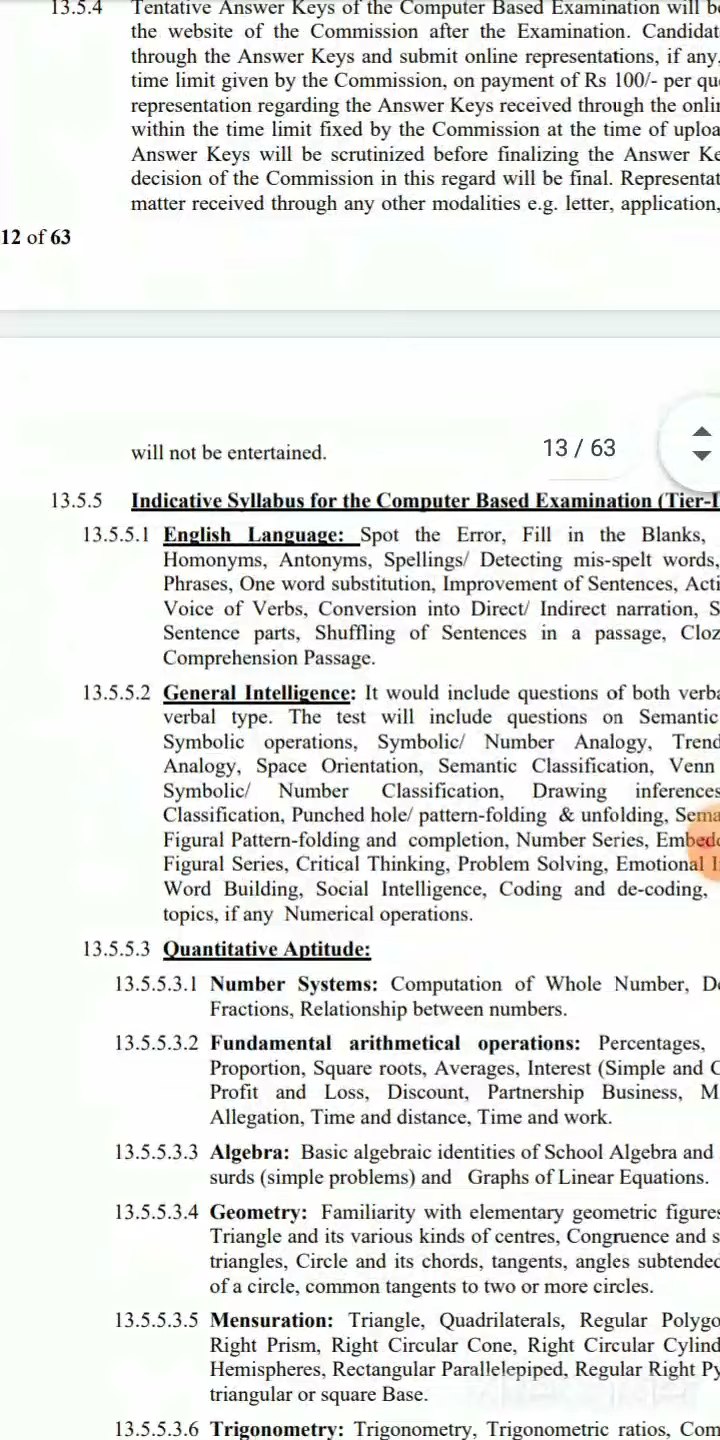 13.5.4 Tentative Answer Keys of the Computer Based Examination will be
the website of the Commission after the Examination. Candidat
through the Answer Keys and submit online representations, if any,
time limit given by the Commission, on payment of Rs 100/- per qu
representation regarding the Answer Keys received through the onlin
within the time limit fixed by the Commission at the time of uploa
Answer Keys will be scrutinized before finalizing the Answer Ke
decision of the Commission in this regard will be final. Representat
matter received through any other modalities e.g. letter, application,
12 of 63
will not be entertained.
13 / 63
13.5.5 Indicative Syllabus for the Computer Based Examination (Tier-I
13.5.5.1 English Language: Spot the Error, Fill in the Blanks,
Homonyms, Antonyms, Spellings/ Detecting mis-spelt words,
Phrases, One word substitution, Improvement of Sentences, Acti
Voice of Verbs, Conversion into Direct/ Indirect narration, S
Sentence parts, Shuffling of Sentences in a passage, Cloz
Comprehension Passage.
13.5.5.2 General Intelligence: It would include questions of both verba
verbal type. The test will include questions on Semantic
Symbolic operations, Symbolic/ Number Analogy, Trend
Analogy, Space Orientation, Semantic Classification, Venn
Symbolic/ Number Classification, Drawing inferences
Classification, Punched hole/ pattern-folding & unfolding, Sema
Figural Pattern-folding and completion, Number Series, Embedd
Figural Series, Critical Thinking, Problem Solving, Emotional I
Word Building, Social Intelligence, Coding and de-coding,
topics, if any Numerical operations.
13.5.5.3 Quantitative Aptitude:
13.5.5.3.1 Number Systems: Computation of Whole Number, De
Fractions, Relationship between numbers.
13.5.5.3.2 Fundamental arithmetical operations: Percentages,
Proportion, Square roots, Averages, Interest (Simple and C
Profit and Loss, Discount, Partnership Business, M
Allegation, Time and distance, Time and work.
13.5.5.3.3 Algebra: Basic algebraic identities of School Algebra and
surds (simple problems) and Graphs of Linear Equations.
13.5.5.3.4 Geometry: Familiarity with elementary geometric figures
Triangle and its various kinds of centres, Congruence and s
triangles, Circle and its chords, tangents, angles subtended
of a circle, common tangents to two or more circles.
13.5.5.3.5 Mensuration: Triangle, Quadrilaterals, Regular Polygo
Right Prism, Right Circular Cone, Right Circular Cylind
Hemispheres, Rectangular Parallelepiped, Regular Right Py
triangular or square Base.
13.5.5.3.6 Trigonometry: Trigonometry, Trigonometric ratios, Com